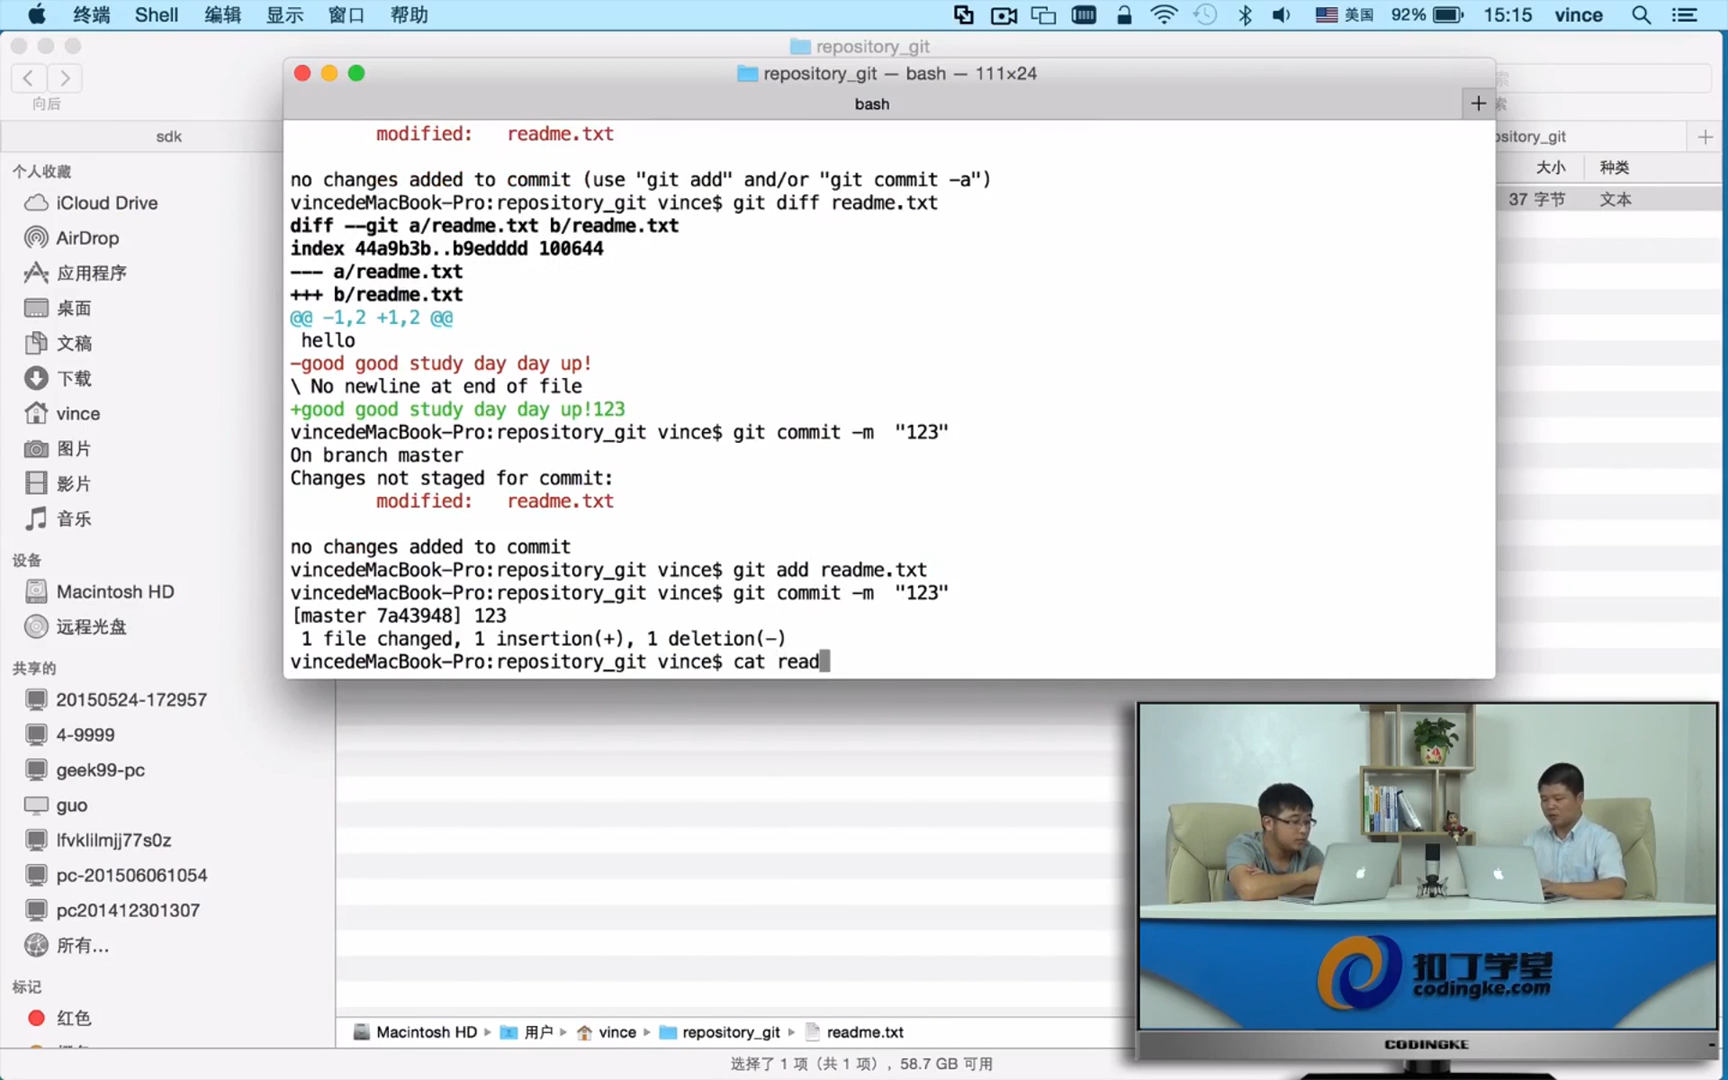 终端 Shell 编辑 显示 窗口 帮助 美国 92% 15:15 vince
repository_git
向后
repository_git — bash — 111×24
bash
sdk
大小 种类
37 字节 文本
个人收藏
iCloud Drive
AirDrop
应用程序
桌面
文稿
下载
vince
图片
影片
音乐
设备
Macintosh HD
远程光盘
共享的
20150524-172957
4-9999
geek99-pc
guo
lfvklilmjj77s0z
pc-201506061054
pc201412301307
所有…
标记
红色
modified: readme.txt
no changes added to commit (use "git add" and/or "git commit -a")
vincedeMacBook-Pro:repository_git vince$ git diff readme.txt
diff --git a/readme.txt b/readme.txt
index 44a9b3b..b9edddd 100644
--- a/readme.txt
+++ b/readme.txt
@@ -1,2 +1,2 @@
hello
-good good study day day up!
\ No newline at end of file
+good good study day day up!123
vincedeMacBook-Pro:repository_git vince$ git commit -m  "123"
On branch master
Changes not staged for commit:
modified: readme.txt
no changes added to commit
vincedeMacBook-Pro:repository_git vince$ git add readme.txt
vincedeMacBook-Pro:repository_git vince$ git commit -m  "123"
[master 7a43948] 123
1 file changed, 1 insertion(+), 1 deletion(-)
vincedeMacBook-Pro:repository_git vince$ cat read
扣丁学堂
codingke.com
CODINGKE
Macintosh HD 用户 vince repository_git readme.txt
选择了 1 项（共 1 项），58.7 GB 可用